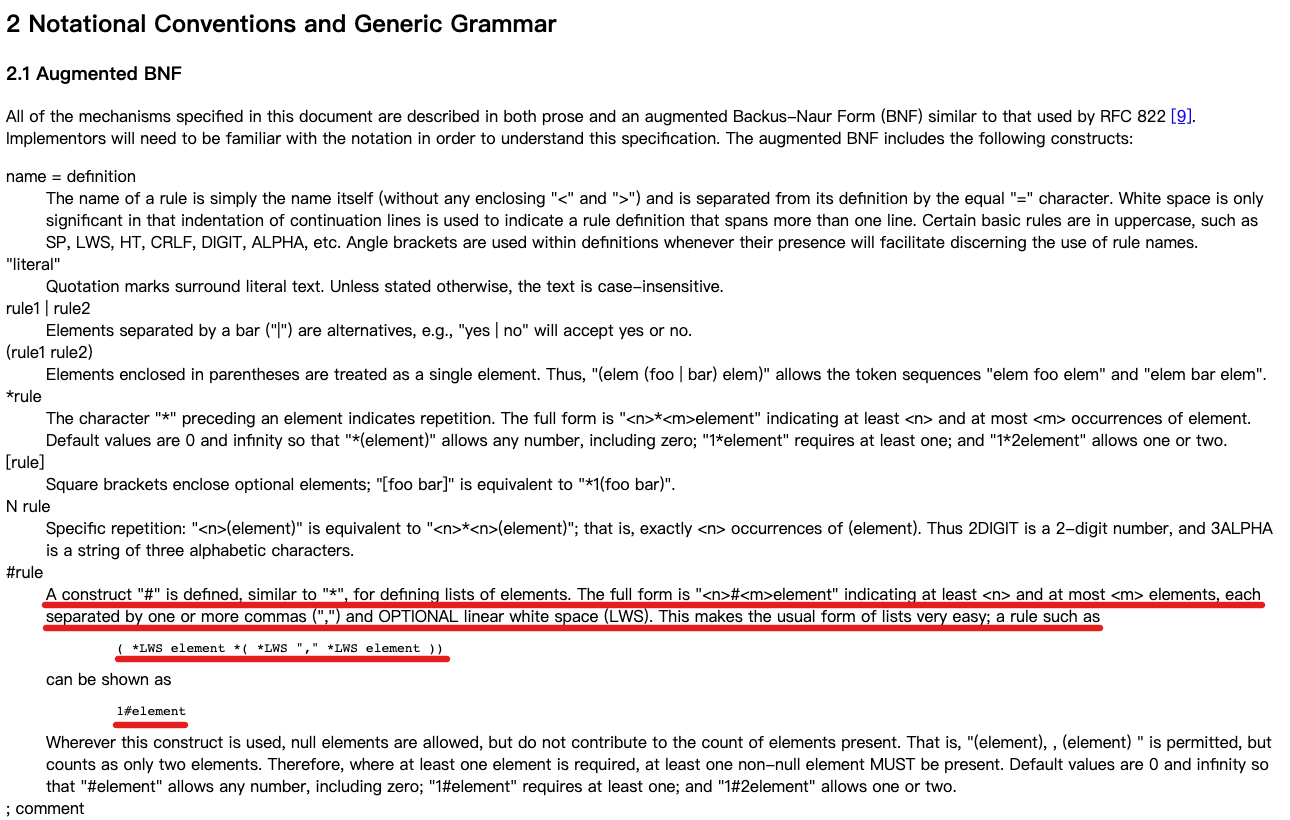 2 Notational Conventions and Generic Grammar
2.1 Augmented BNF
All of the mechanisms specified in this document are described in both prose and an augmented Backus-Naur Form (BNF) similar to that used by RFC 822 [9].
Implementors will need to be familiar with the notation in order to understand this specification. The augmented BNF includes the following constructs:
name = definition
The name of a rule is simply the name itself (without any enclosing "<" and ">") and is separated from its definition by the equal "=" character. White space is only
significant in that indentation of continuation lines is used to indicate a rule definition that spans more than one line. Certain basic rules are in uppercase, such as
SP, LWS, HT, CRLF, DIGIT, ALPHA, etc. Angle brackets are used within definitions whenever their presence will facilitate discerning the use of rule names.
"literal"
Quotation marks surround literal text. Unless stated otherwise, the text is case-insensitive.
rule1 | rule2
Elements separated by a bar ("|") are alternatives, e.g., "yes | no" will accept yes or no.
(rule1 rule2)
Elements enclosed in parentheses are treated as a single element. Thus, "(elem (foo | bar) elem)" allows the token sequences "elem foo elem" and "elem bar elem".
*rule
The character "*" preceding an element indicates repetition. The full form is "<n>*<m>element" indicating at least <n> and at most <m> occurrences of element.
Default values are 0 and infinity so that "*(element)" allows any number, including zero; "1*element" requires at least one; and "1*2element" allows one or two.
[rule]
Square brackets enclose optional elements; "[foo bar]" is equivalent to "*1(foo bar)".
N rule
Specific repetition: "<n>(element)" is equivalent to "<n>*<n>(element)"; that is, exactly <n> occurrences of (element). Thus 2DIGIT is a 2-digit number, and 3ALPHA
is a string of three alphabetic characters.
#rule
A construct "#" is defined, similar to "*", for defining lists of elements. The full form is "<n>#<m>element" indicating at least <n> and at most <m> elements, each
separated by one or more commas (",") and OPTIONAL linear white space (LWS). This makes the usual form of lists very easy; a rule such as
( *LWS element *( *LWS "," *LWS element ))
can be shown as
1#element
Wherever this construct is used, null elements are allowed, but do not contribute to the count of elements present. That is, "(element), , (element) " is permitted, but
counts as only two elements. Therefore, where at least one element is required, at least one non-null element MUST be present. Default values are 0 and infinity so
that "#element" allows any number, including zero; "1#element" requires at least one; and "1#2element" allows one or two.
; comment